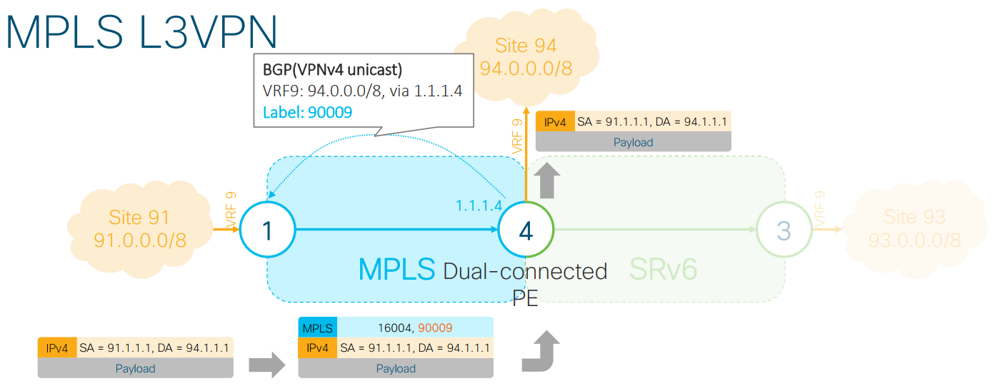 MPLS L3VPN
BGP(VPNv4 unicast)
VRF9: 94.0.0.0/8, via 1.1.1.4
Label: 90009
Site 94
94.0.0.0/8
VRF 9
IPv4 SA = 91.1.1.1, DA = 94.1.1.1
Payload
Site 91
91.0.0.0/8
VRF 9
1
1.1.1.4
4
3
VRF 9
Site 93
93.0.0.0/8
MPLS
Dual-connected
PE
SRv6
IPv4 SA = 91.1.1.1, DA = 94.1.1.1
Payload
MPLS 16004, 90009
IPv4 SA = 91.1.1.1, DA = 94.1.1.1
Payload